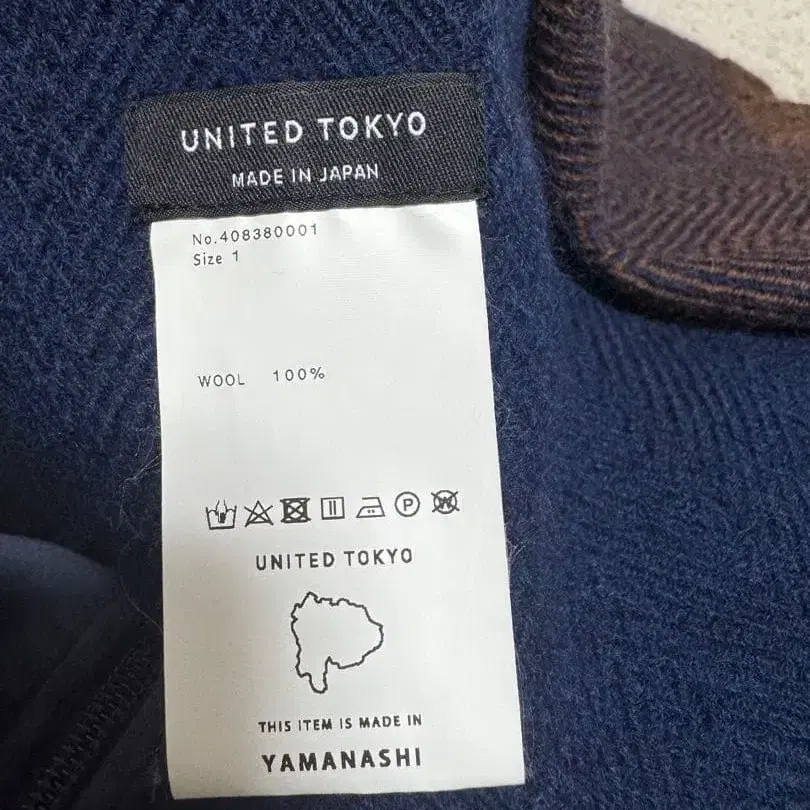 UNITED TOKYO
MADE IN JAPAN
No.408380001
Size 1
WOOL 100%
P W
UNITED TOKYO
THIS ITEM IS MADE IN
YAMANASHI